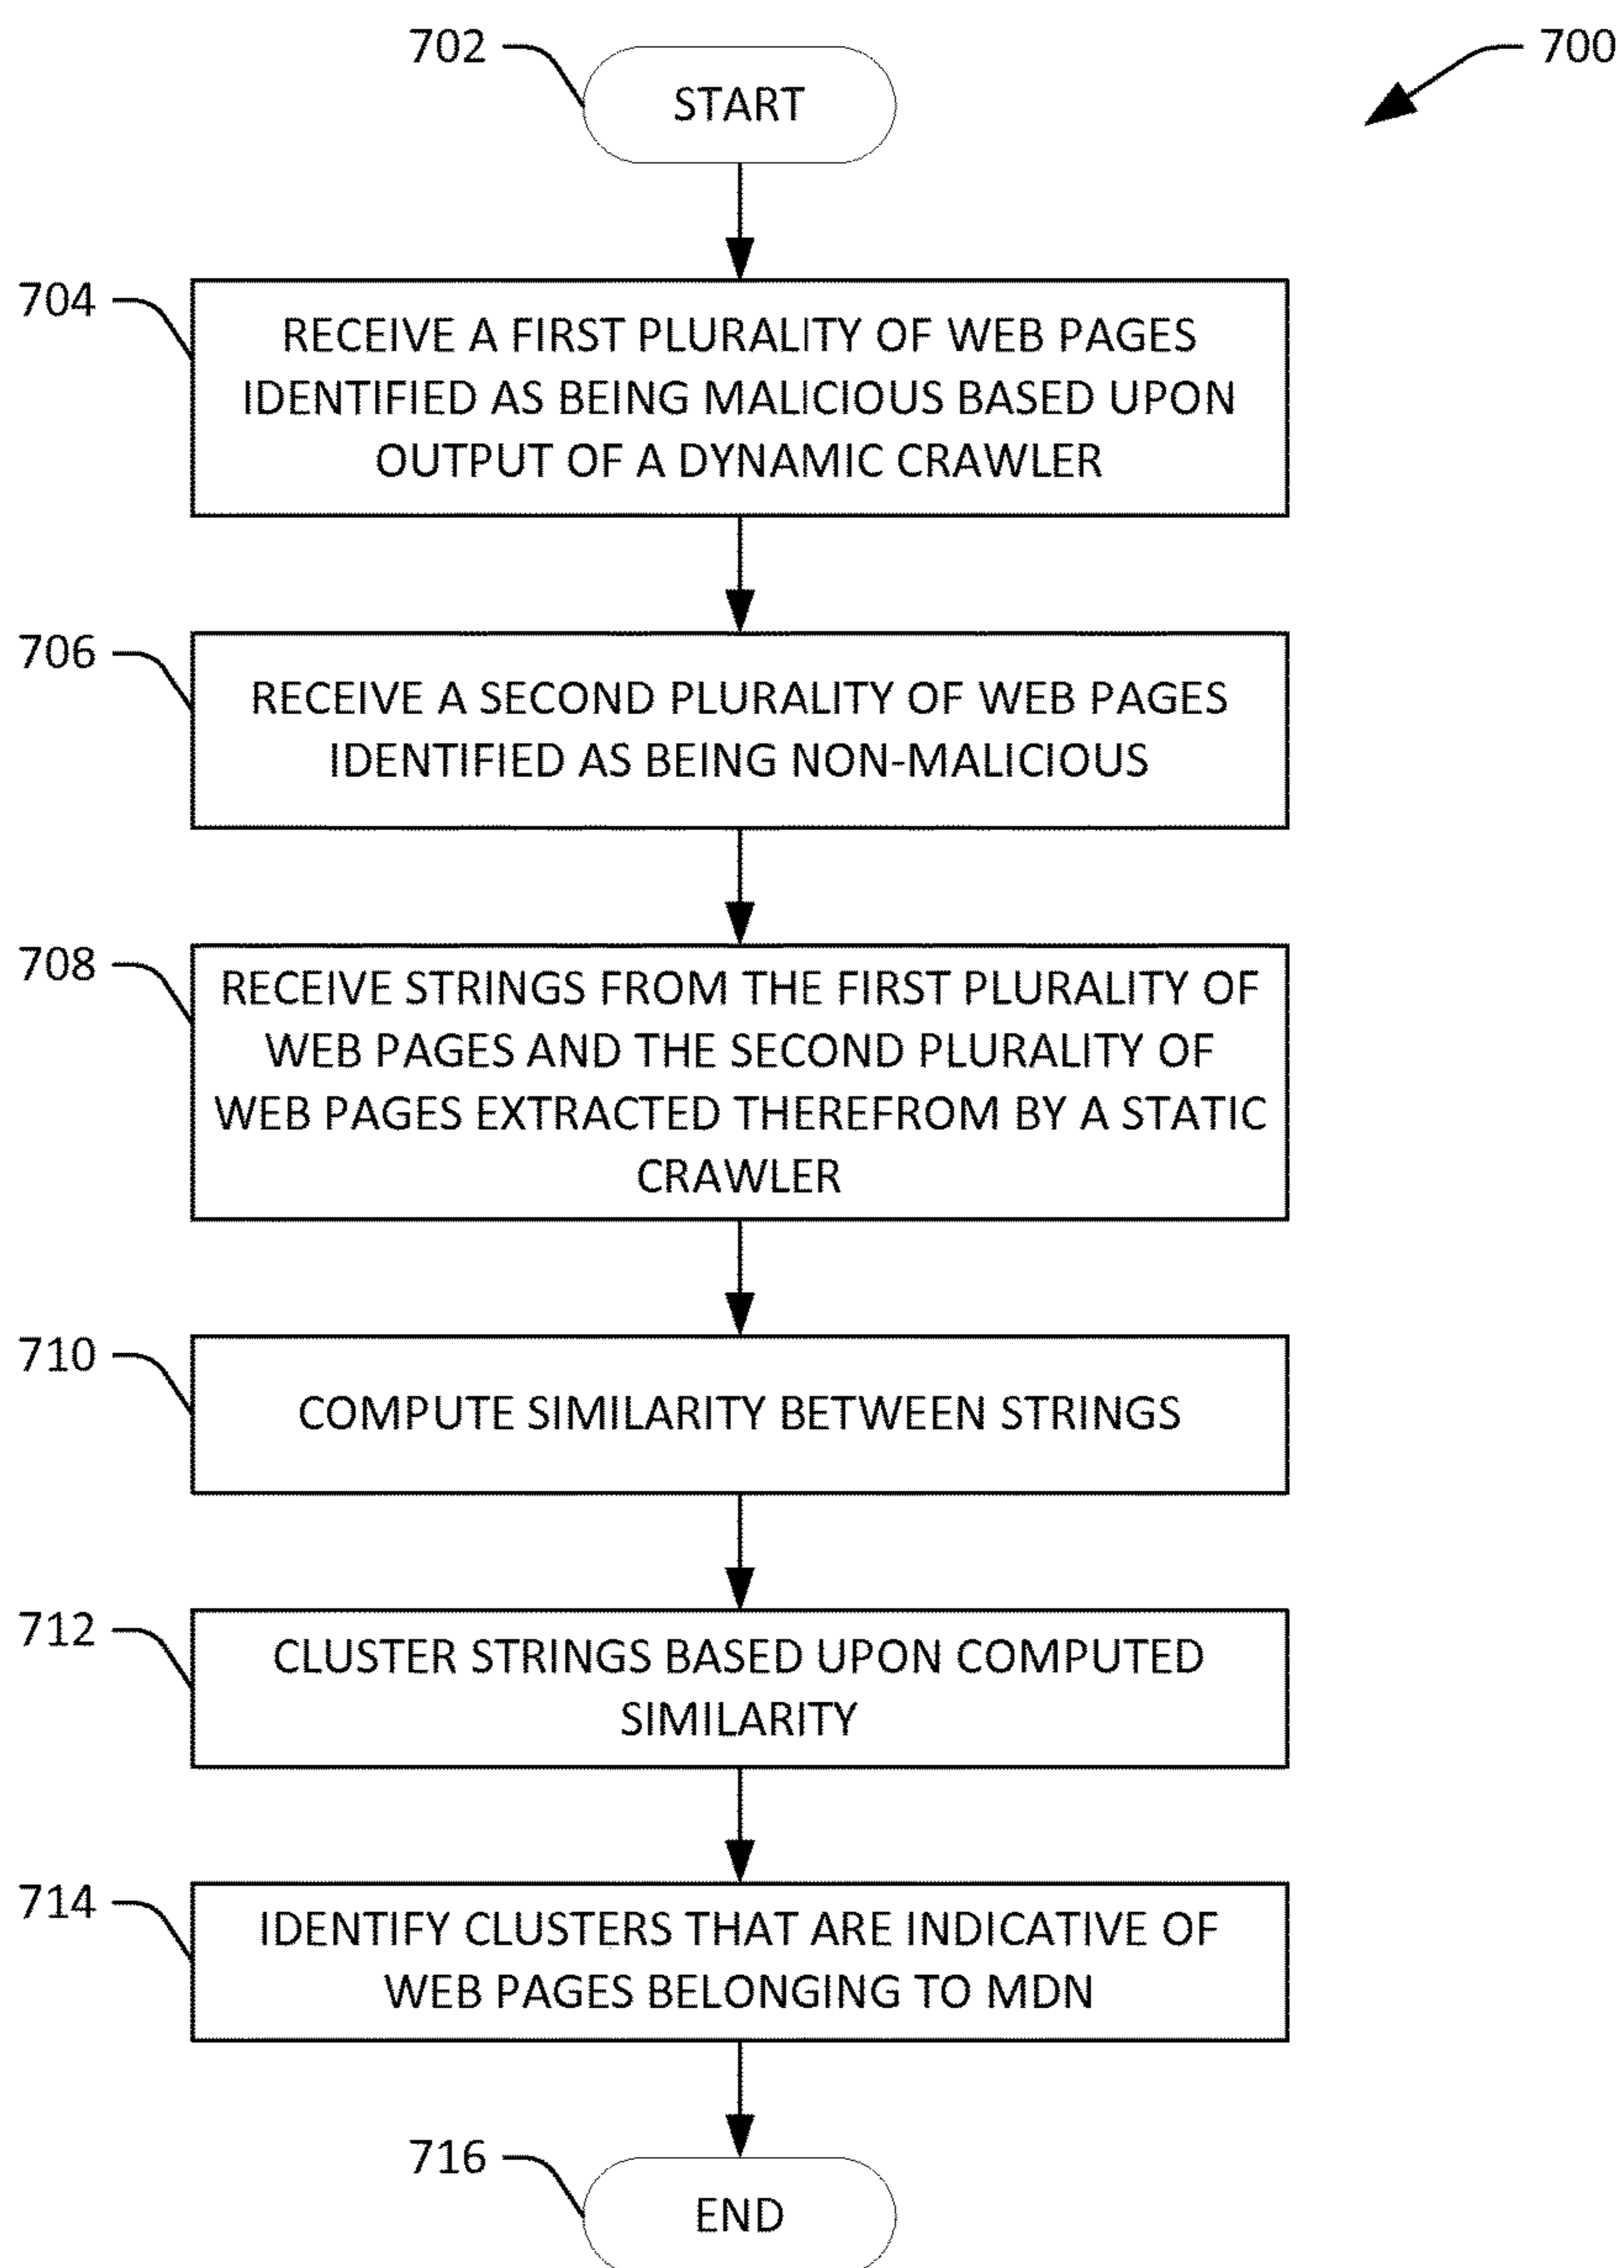 702
START
700
704
RECEIVE A FIRST PLURALITY OF WEB PAGES
IDENTIFIED AS BEING MALICIOUS BASED UPON
OUTPUT OF A DYNAMIC CRAWLER
706
RECEIVE A SECOND PLURALITY OF WEB PAGES
IDENTIFIED AS BEING NON-MALICIOUS
708
RECEIVE STRINGS FROM THE FIRST PLURALITY OF
WEB PAGES AND THE SECOND PLURALITY OF
WEB PAGES EXTRACTED THEREFROM BY A STATIC
CRAWLER
710
COMPUTE SIMILARITY BETWEEN STRINGS
712
CLUSTER STRINGS BASED UPON COMPUTED
SIMILARITY
714
IDENTIFY CLUSTERS THAT ARE INDICATIVE OF
WEB PAGES BELONGING TO MDN
716
END